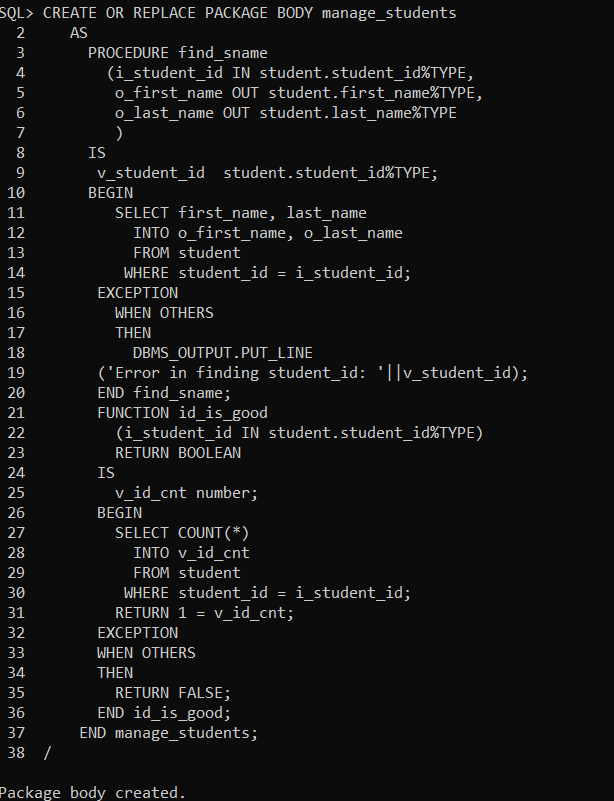 SQL> CREATE OR REPLACE PACKAGE BODY manage_students
  2     AS
  3       PROCEDURE find_sname
  4         (i_student_id IN student.student_id%TYPE,
  5          o_first_name OUT student.first_name%TYPE,
  6          o_last_name OUT student.last_name%TYPE
  7          )
  8       IS
  9        v_student_id  student.student_id%TYPE;
 10       BEGIN
 11          SELECT first_name, last_name
 12            INTO o_first_name, o_last_name
 13            FROM student
 14           WHERE student_id = i_student_id;
 15        EXCEPTION
 16          WHEN OTHERS
 17          THEN
 18            DBMS_OUTPUT.PUT_LINE
 19        ('Error in finding student_id: '||v_student_id);
 20        END find_sname;
 21        FUNCTION id_is_good
 22          (i_student_id IN student.student_id%TYPE)
 23          RETURN BOOLEAN
 24        IS
 25          v_id_cnt number;
 26        BEGIN
 27          SELECT COUNT(*)
 28            INTO v_id_cnt
 29            FROM student
 30           WHERE student_id = i_student_id;
 31          RETURN 1 = v_id_cnt;
 32        EXCEPTION
 33        WHEN OTHERS
 34        THEN
 35          RETURN FALSE;
 36        END id_is_good;
 37      END manage_students;
 38  /
Package body created.